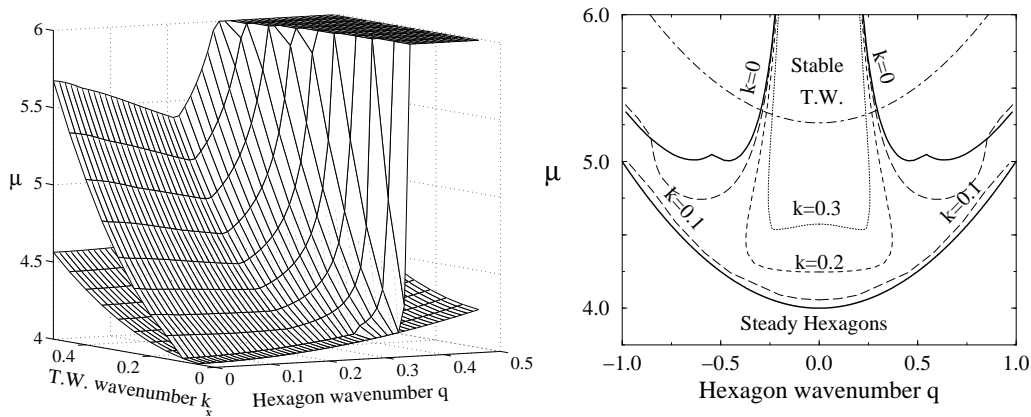 6
5.5
5
4.5
4
μ
0.4
0.2
0
T.W. wavenumber k
x
0
0.1
0.2
0.3
0.4
0.5
Hexagon wavenumber q
6.0
5.0
4.0
μ
k=0
Stable
T.W.
k=0
k=0.1
k=0.3
k=0.1
k=0.2
Steady Hexagons
−1.0
−0.5
0.0
0.5
1.0
Hexagon wavenumber q